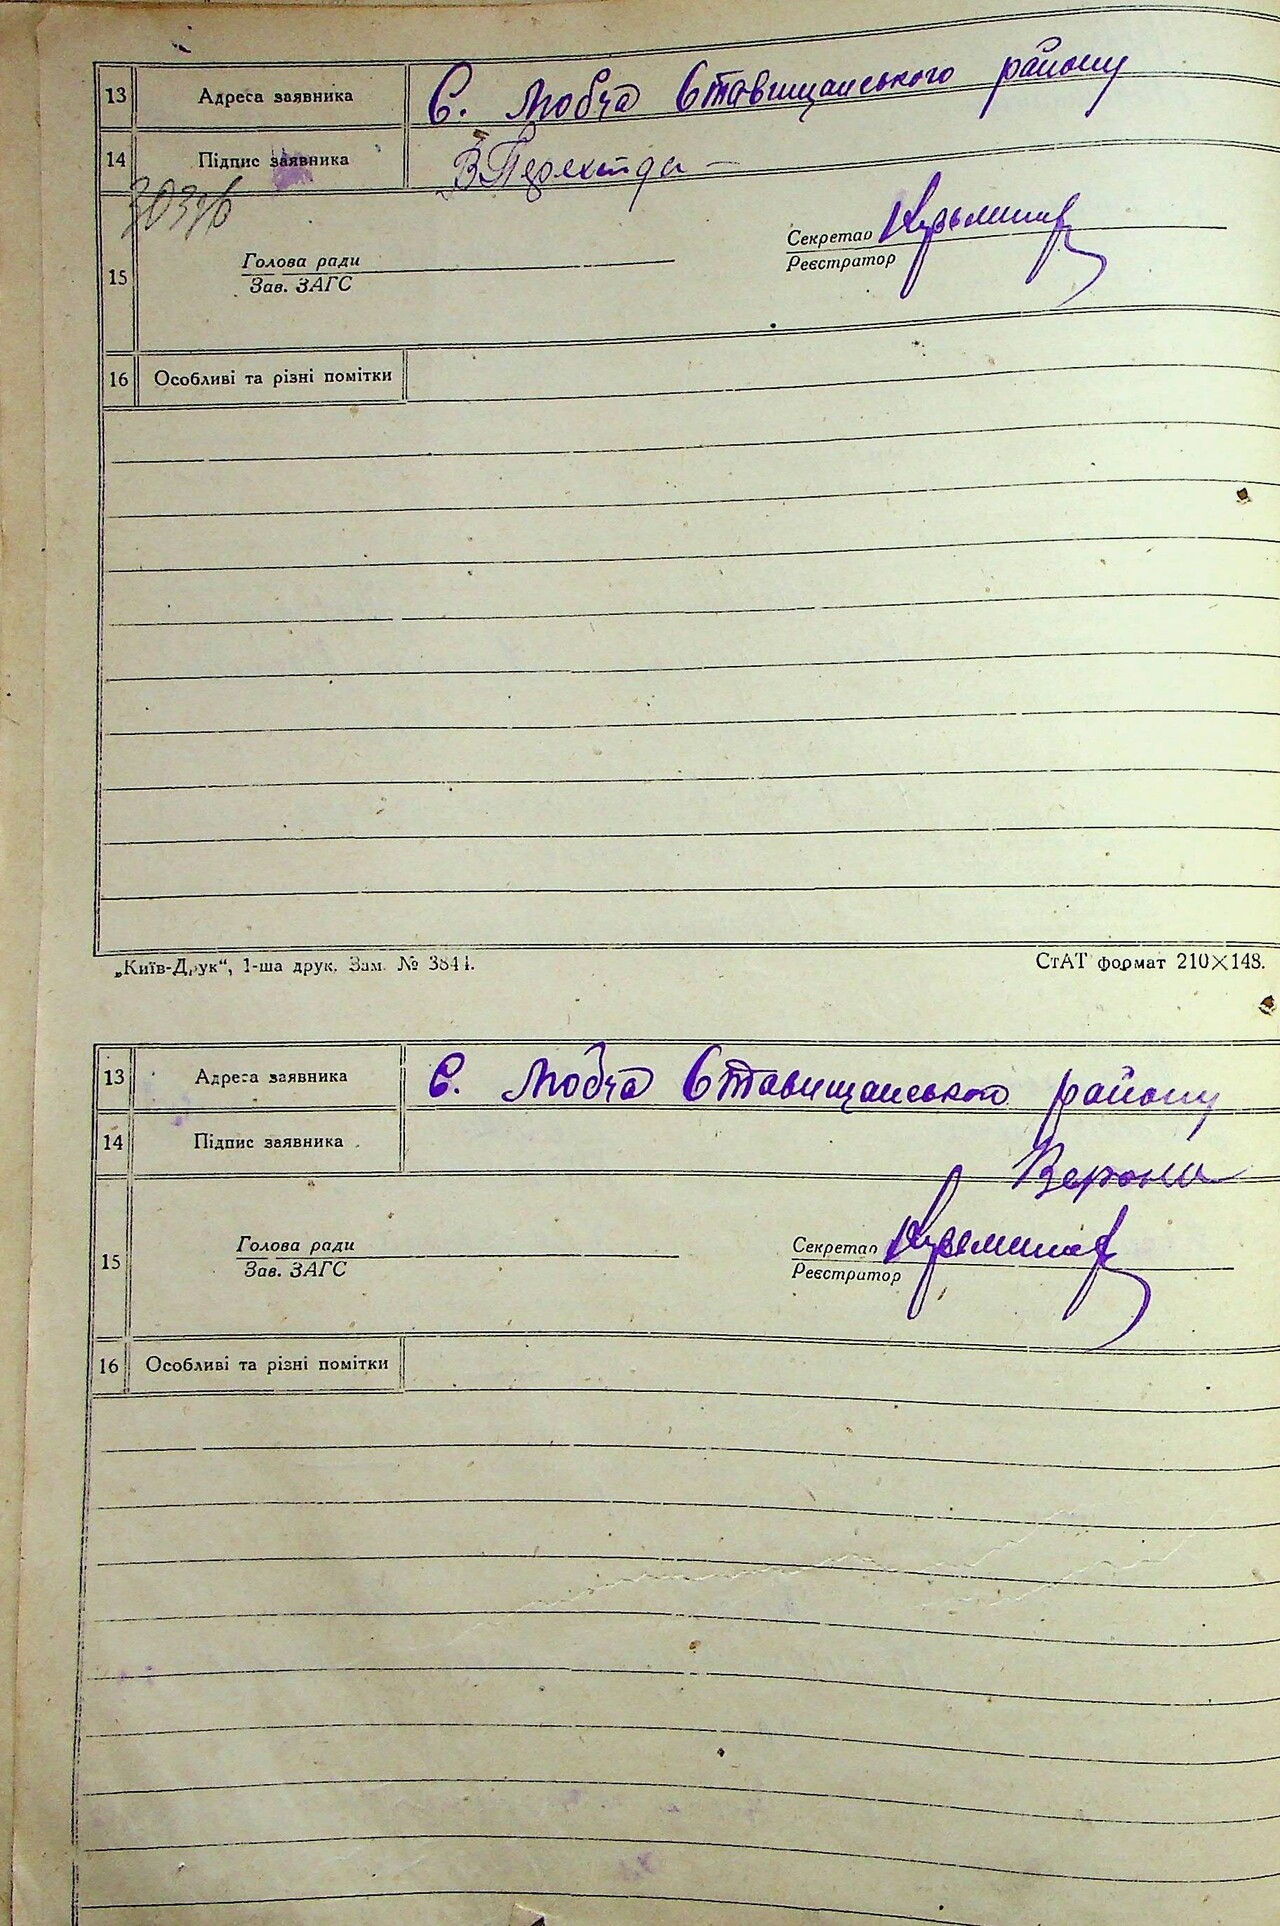 13 Адреса заявника С. Любча Ставищанського району
14 Підпис заявника
15
Голова ради Секретар
Зав. ЗАГС Реєстратор
16 Особливі та різні помітки
„Київ-Друк“, 1-ша друк. Зам. № 3844. СтАТ формат 210×148.
13 Адреса заявника С. Любча Ставищанського району
14 Підпис заявника
15
Голова ради Секретар
Зав. ЗАГС Реєстратор
16 Особливі та різні помітки